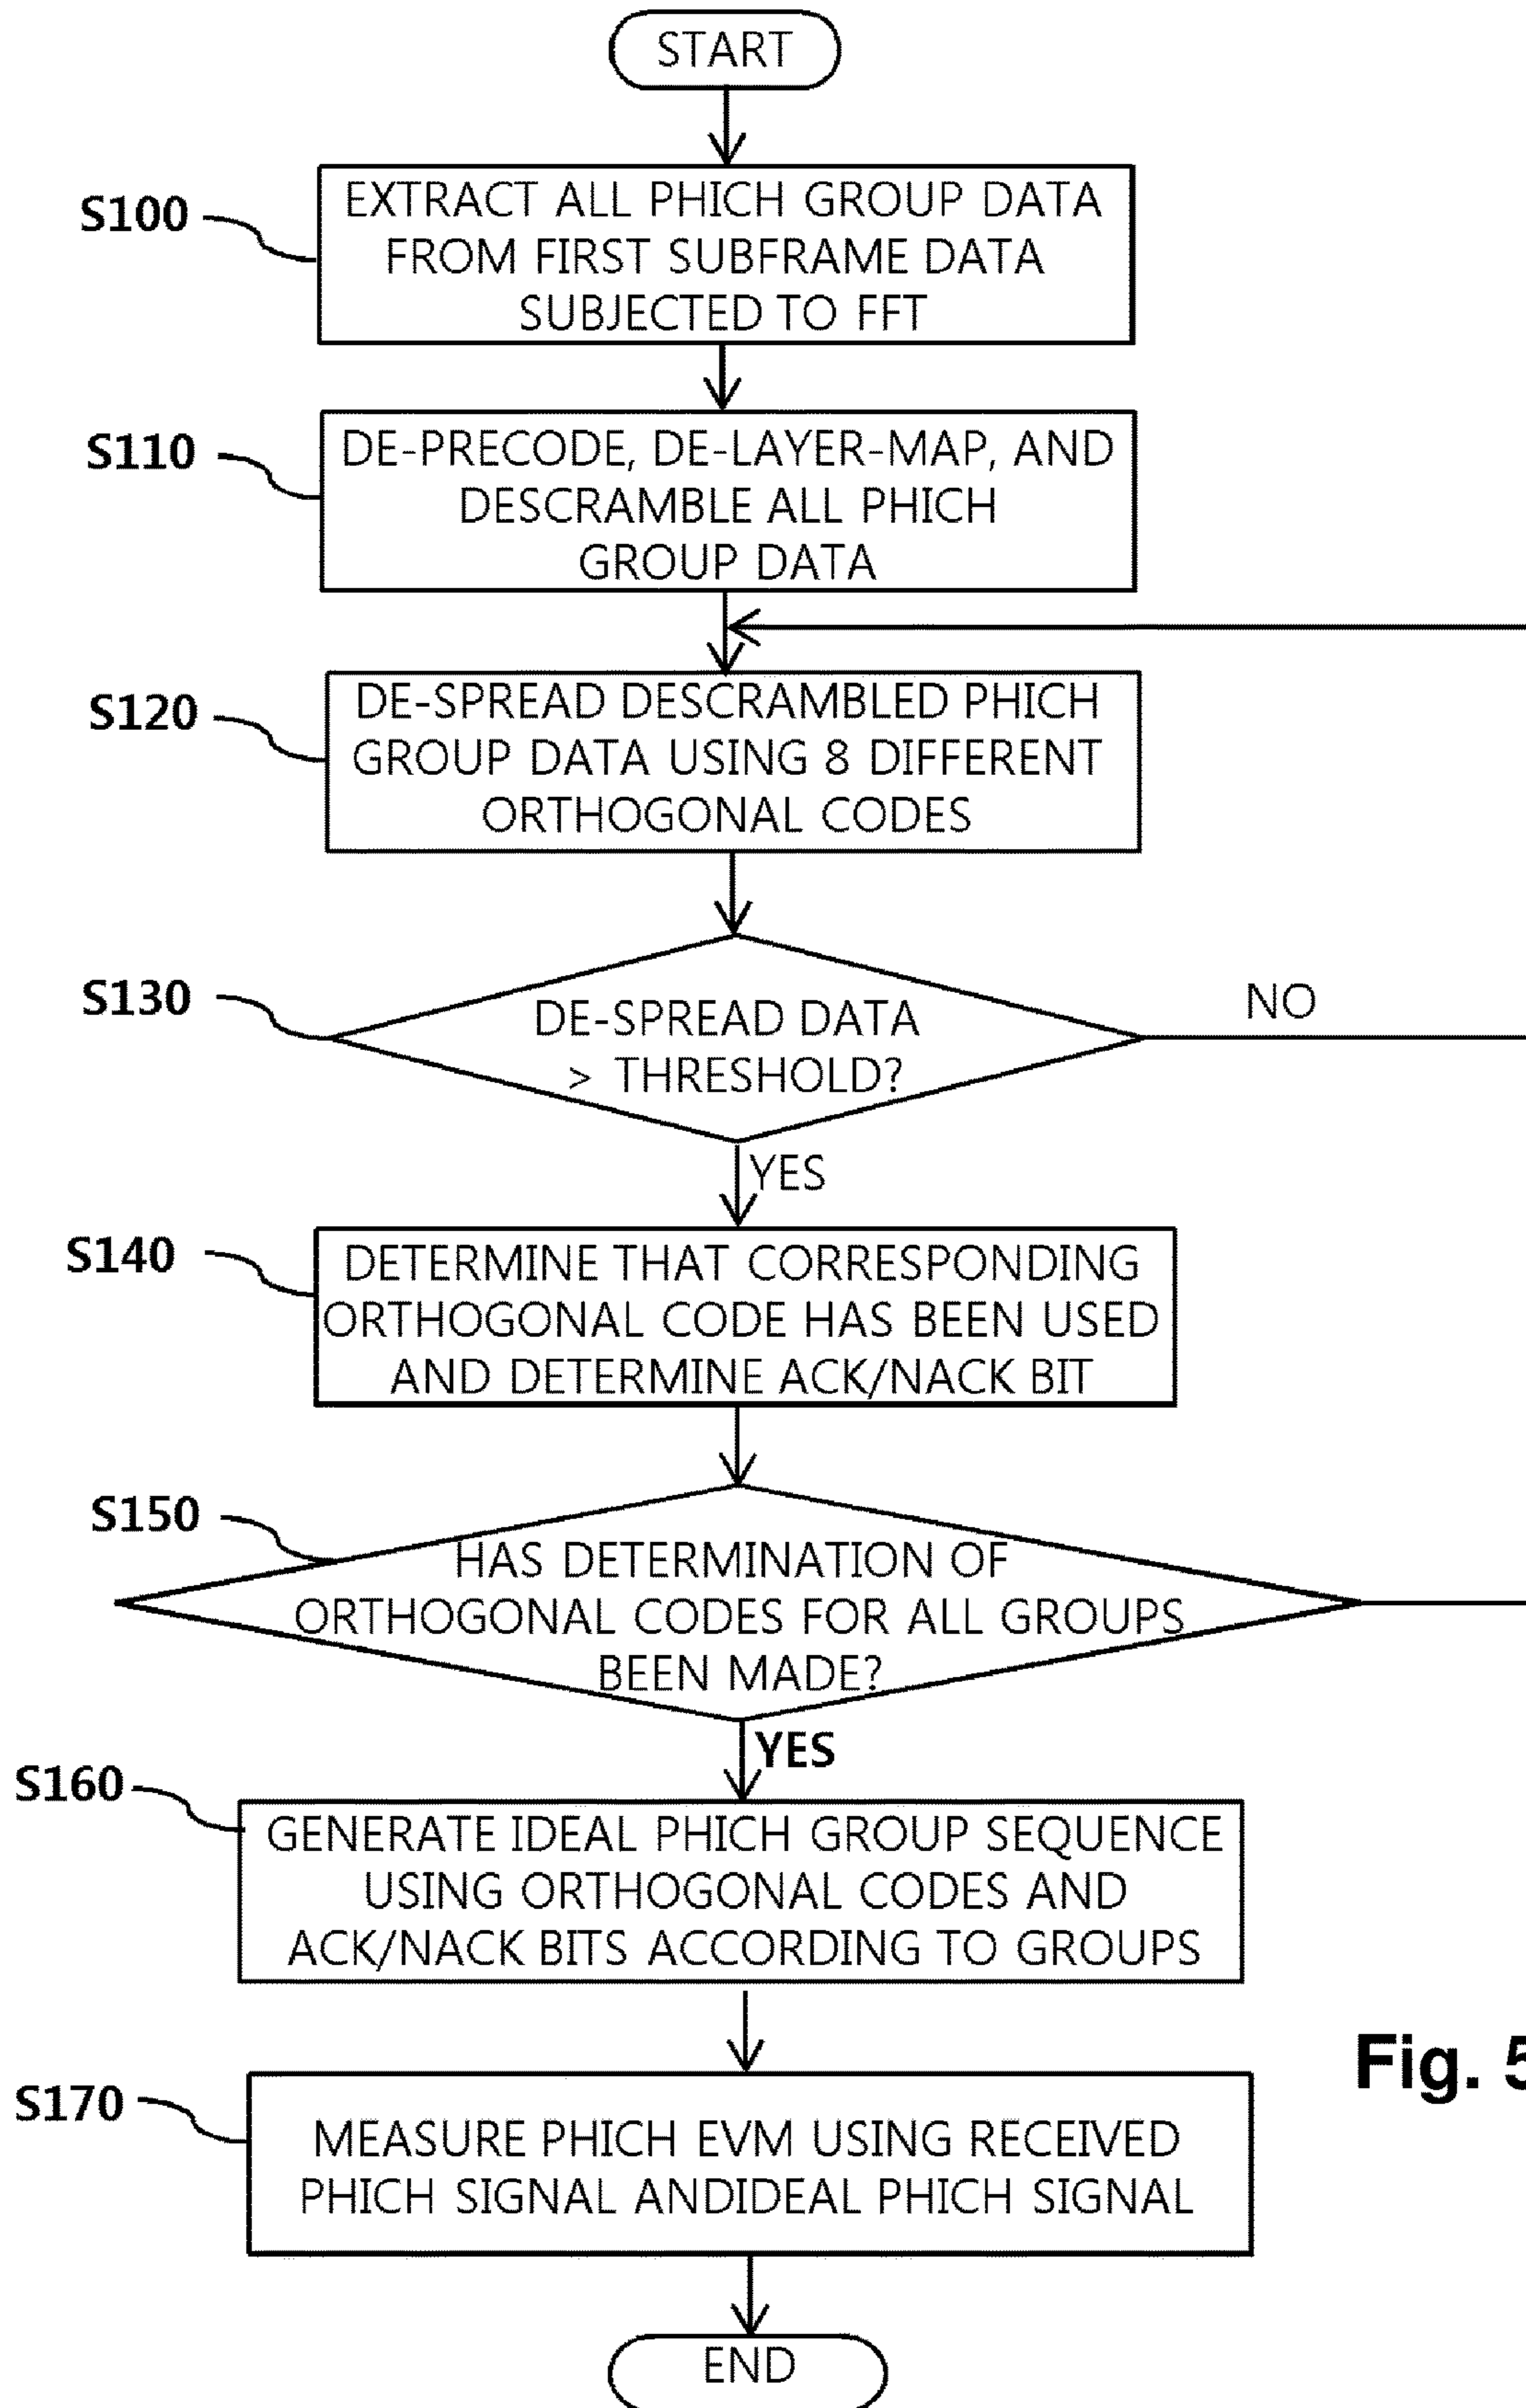 START
S100
EXTRACT ALL PHICH GROUP DATA
FROM FIRST SUBFRAME DATA
SUBJECTED TO FFT
S110
DE-PRECODE, DE-LAYER-MAP, AND
DESCRAMBLE ALL PHICH
GROUP DATA
S120
DE-SPREAD DESCRAMBLED PHICH
GROUP DATA USING 8 DIFFERENT
ORTHOGONAL CODES
S130
DE-SPREAD DATA
> THRESHOLD?
NO
YES
S140
DETERMINE THAT CORRESPONDING
ORTHOGONAL CODE HAS BEEN USED
AND DETERMINE ACK/NACK BIT
S150
HAS DETERMINATION OF
ORTHOGONAL CODES FOR ALL GROUPS
BEEN MADE?
YES
S160
GENERATE IDEAL PHICH GROUP SEQUENCE
USING ORTHOGONAL CODES AND
ACK/NACK BITS ACCORDING TO GROUPS
S170
MEASURE PHICH EVM USING RECEIVED
PHICH SIGNAL ANDIDEAL PHICH SIGNAL
Fig. 5
END